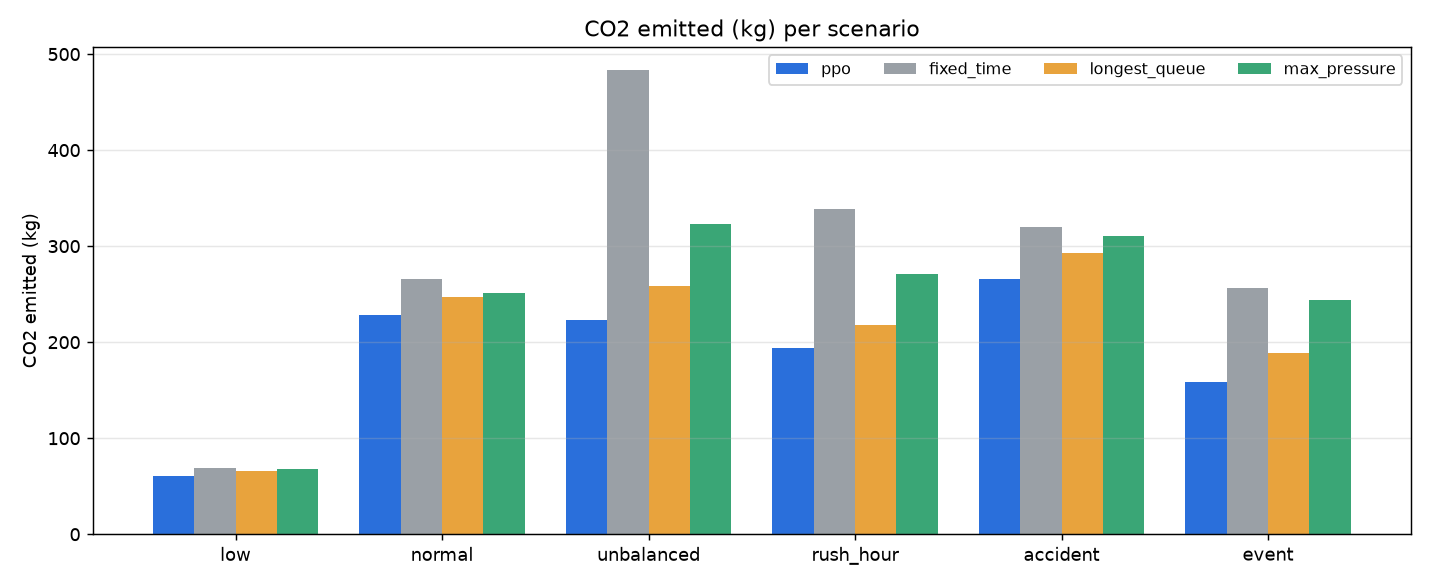 CO2 emitted (kg) per scenario
ppo fixed_time longest_queue max_pressure
CO2 emitted (kg)
500
400
300
200
100
0
low normal unbalanced rush_hour accident event